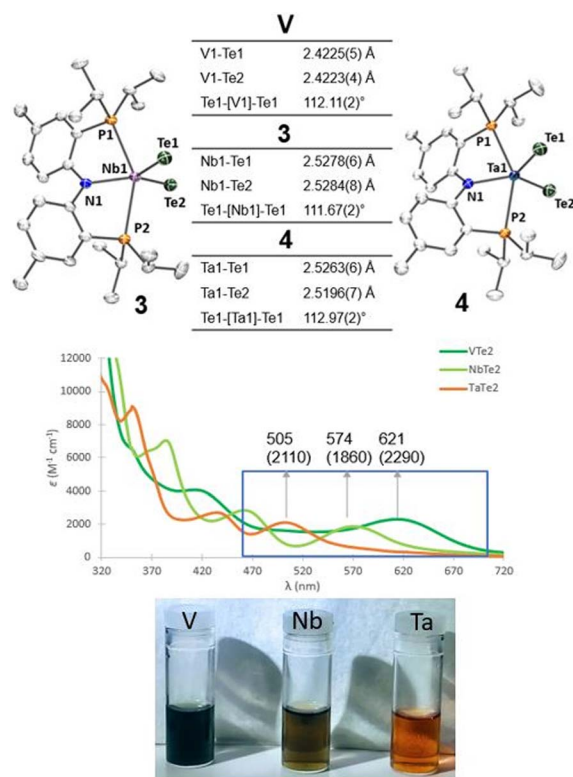 V
V1-Te1 2.4225(5) Å
V1-Te2 2.4223(4) Å
Te1-[V1]-Te1 112.11(2)°
3
Nb1-Te1 2.5278(6) Å
Nb1-Te2 2.5284(8) Å
Te1-[Nb1]-Te1 111.67(2)°
4
Ta1-Te1 2.5263(6) Å
Ta1-Te2 2.5196(7) Å
Te1-[Ta1]-Te1 112.97(2)°
P1
Te1
Nb1
N1
Te2
P2
3
P1
Te1
Ta1
N1
Te2
P2
4
VTe2
NbTe2
TaTe2
505 574 621
(2110) (1860) (2290)
12000
10000
8000
6000
4000
2000
0
ε (M⁻¹ cm⁻¹)
320 370 420 470 520 570 620 670 720
λ (nm)
V Nb Ta